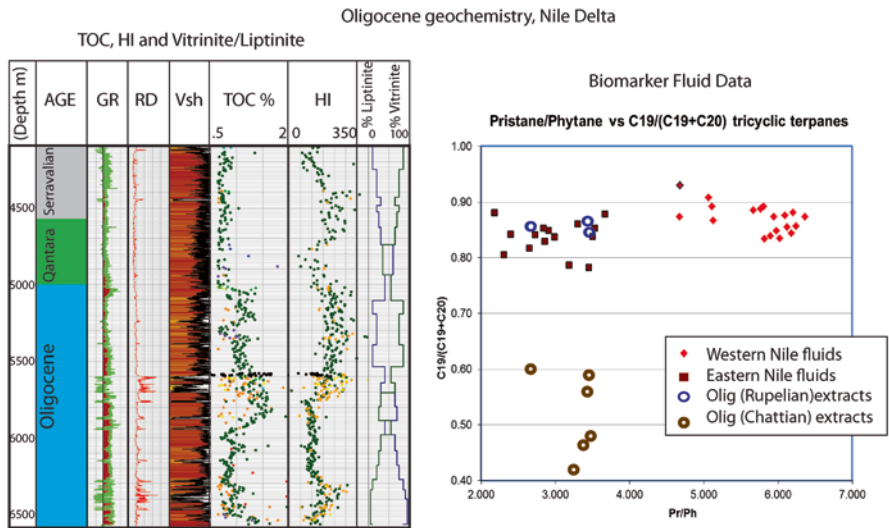 Oligocene geochemistry, Nile Delta
TOC, HI and Vitrinite/Liptinite
(Depth m)
AGE
GR
RD
Vsh
TOC %
HI
% Liptinite
% Vitrinite
.5
2
0
350
0
100
Serravalian
Qantara
Oligocene
4500
5000
5500
6000
6500
Biomarker Fluid Data
Pristane/Phytane vs C19/(C19+C20) tricyclic terpanes
1.00
0.90
0.80
0.70
0.60
0.50
0.40
C19/(C19+C20)
Western Nile fluids
Eastern Nile fluids
Olig (Rupelian)extracts
Olig (Chattian) extracts
2.000
3.000
4.000
5.000
6.000
7.000
Pr/Ph